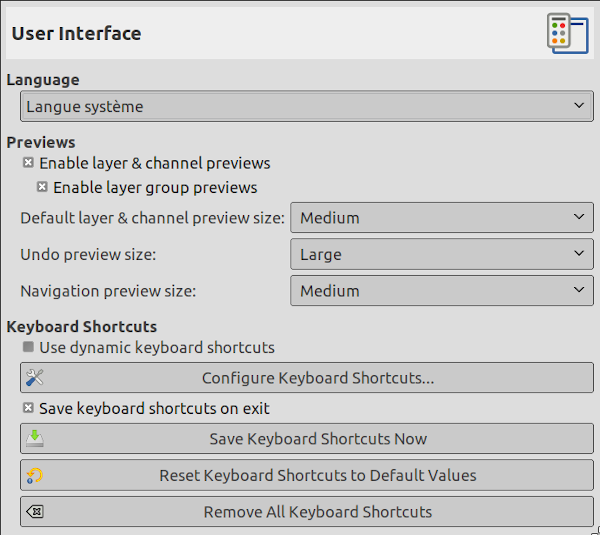 User Interface
Language
Langue système
Previews
Enable layer & channel previews
Enable layer group previews
Default layer & channel preview size: Medium
Undo preview size: Large
Navigation preview size: Medium
Keyboard Shortcuts
Use dynamic keyboard shortcuts
Configure Keyboard Shortcuts...
Save keyboard shortcuts on exit
Save Keyboard Shortcuts Now
Reset Keyboard Shortcuts to Default Values
Remove All Keyboard Shortcuts